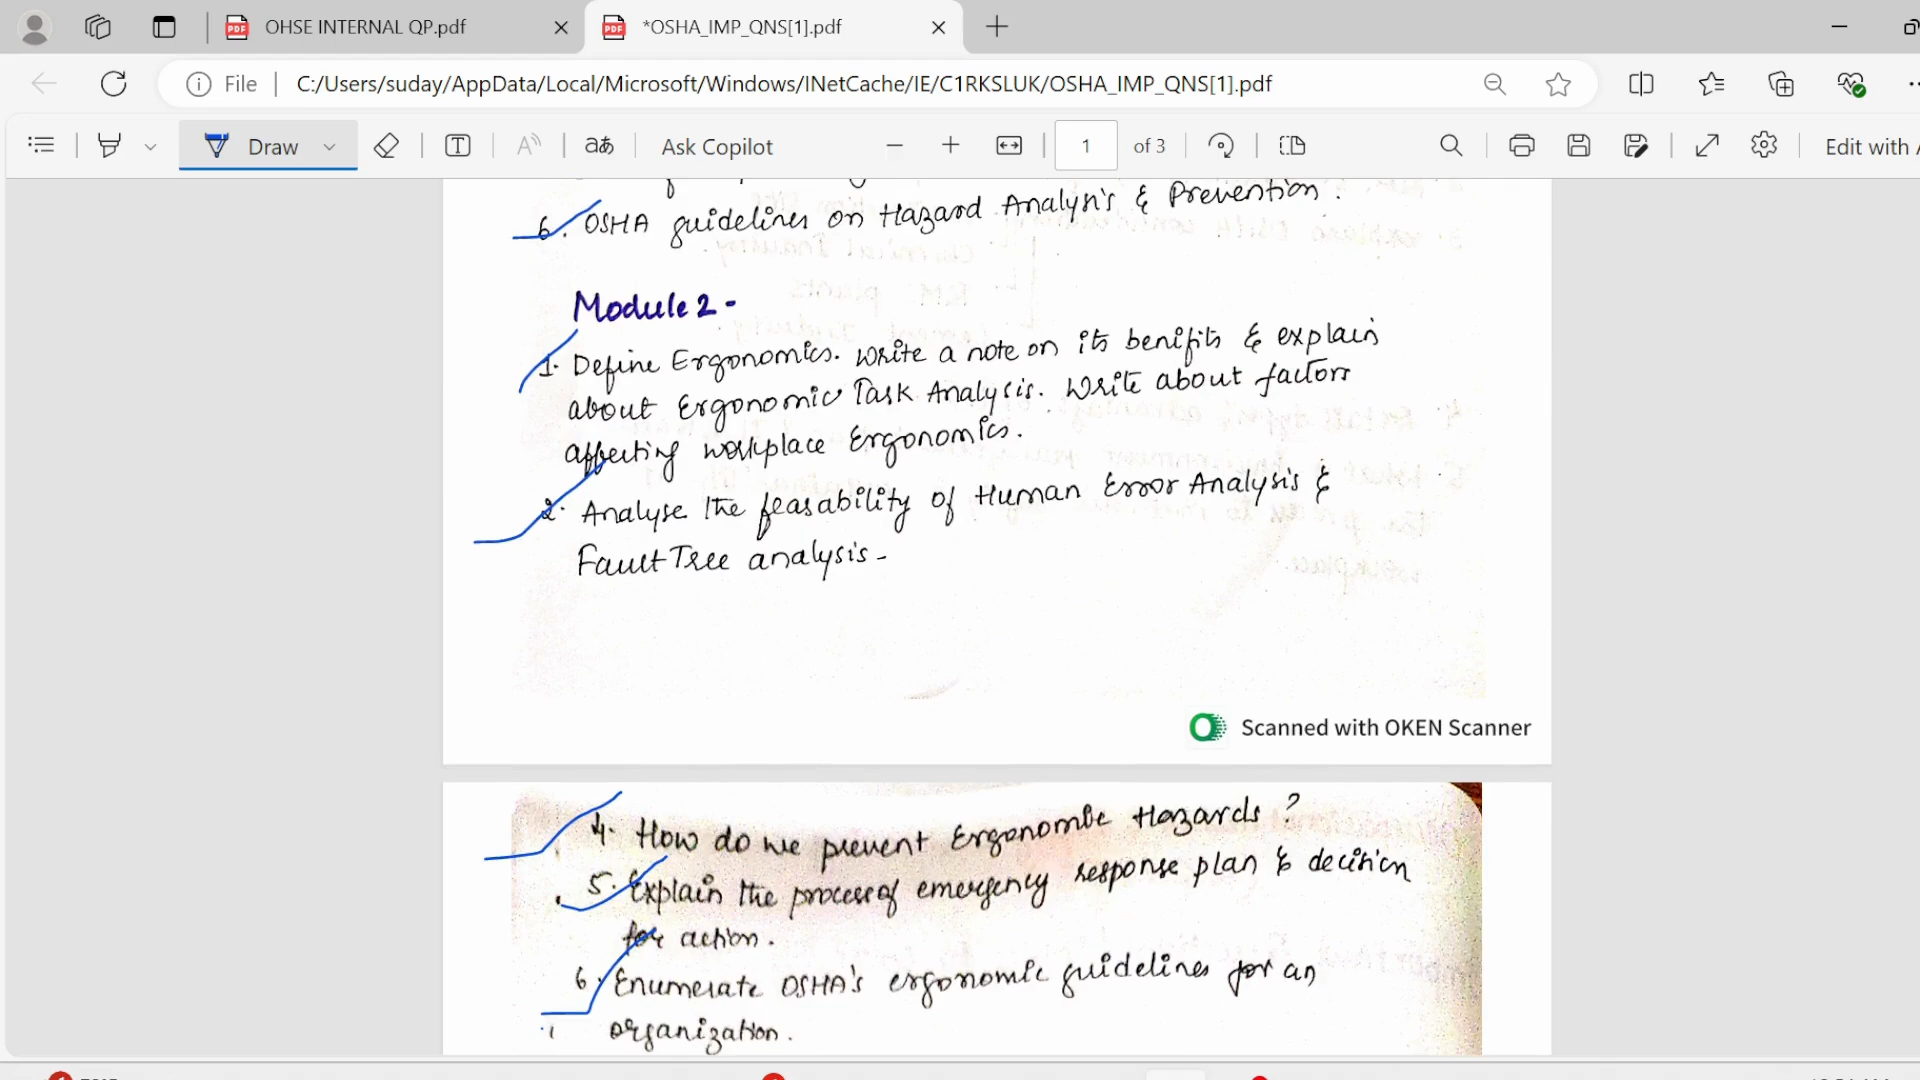 OHSE INTERNAL QP.pdf
*OSHA_IMP_QNS[1].pdf
File
C:/Users/suday/AppData/Local/Microsoft/Windows/INetCache/IE/C1RKSLUK/OSHA_IMP_QNS[1].pdf
Draw
Ask Copilot
1 of 3
Edit with A
6. OSHA guidelines on Hazard Analysis & Prevention.
Module 2 -
1. Define Ergonomics. Write a note on its benifits & explain
about Ergonomic Task Analysis. Write about factors
affecting workplace Ergonomics.
2. Analyse the feasability of Human Error Analysis &
Fault Tree analysis -
Scanned with OKEN Scanner
4. How do we prevent Ergonomic Hazards ?
5. Explain the process of emergency response plan & decision
for action.
6. Enumerate OSHA's ergonomic guidelines for an
organization.